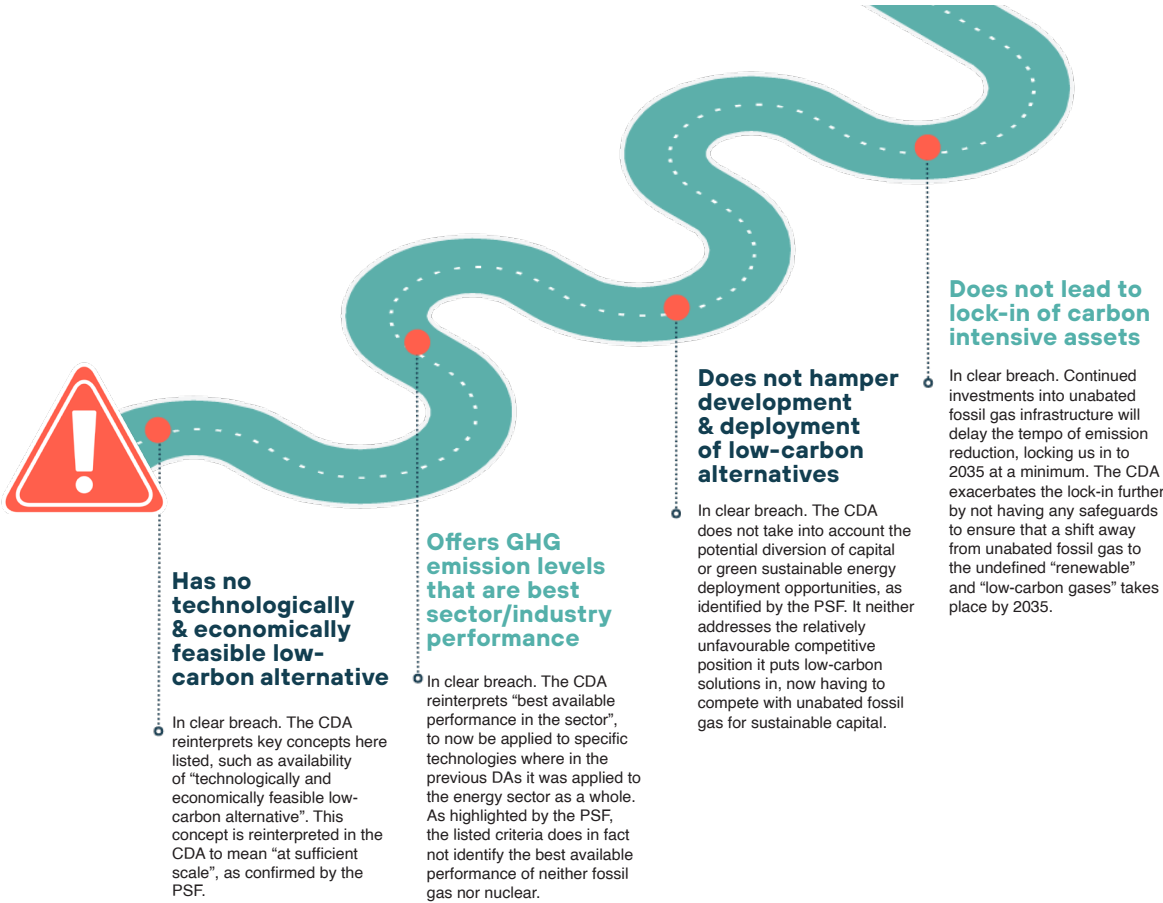 Has no
technologically
& economically
feasible low-
carbon alternative
In clear breach. The CDA
reinterprets key concepts here
listed, such as availability
of “technologically and
economically feasible low-
carbon alternative”. This
concept is reinterpreted in the
CDA to mean “at sufficient
scale”, as confirmed by the
PSF.
Offers GHG
emission levels
that are best
sector/industry
performance
In clear breach. The CDA
reinterprets “best available
performance in the sector”,
to now be applied to specific
technologies where in the
previous DAs it was applied to
the energy sector as a whole.
As highlighted by the PSF,
the listed criteria does in fact
not identify the best available
performance of neither fossil
gas nor nuclear.
Does not hamper
development
& deployment
of low-carbon
alternatives
In clear breach. The CDA
does not take into account the
potential diversion of capital
or green sustainable energy
deployment opportunities, as
identified by the PSF. It neither
addresses the relatively
unfavourable competitive
position it puts low-carbon
solutions in, now having to
compete with unabated fossil
gas for sustainable capital.
Does not lead to
lock-in of carbon
intensive assets
In clear breach. Continued
investments into unabated
fossil gas infrastructure will
delay the tempo of emission
reduction, locking us in to
2035 at a minimum. The CDA
exacerbates the lock-in further
by not having any safeguards
to ensure that a shift away
from unabated fossil gas to
the undefined “renewable”
and “low-carbon gases” takes
place by 2035.